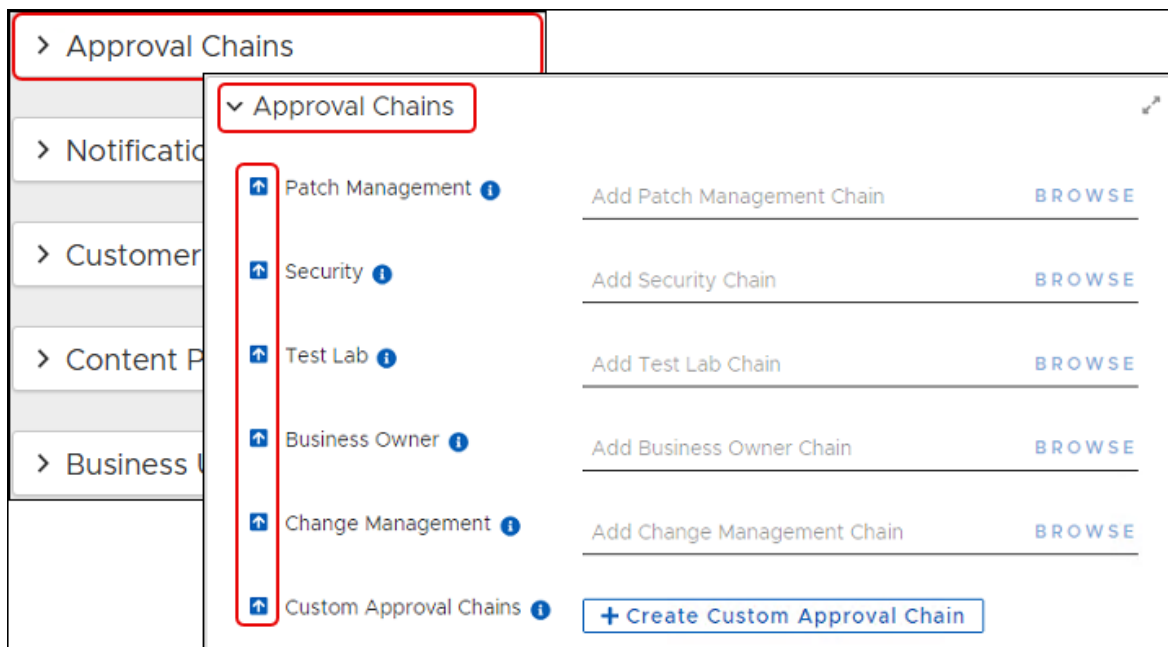 Approval Chains
Notificatic
Customer
Content P
Business
Approval Chains
Patch Management Add Patch Management Chain BROWSE
Security Add Security Chain BROWSE
Test Lab Add Test Lab Chain BROWSE
Business Owner Add Business Owner Chain BROWSE
Change Management Add Change Management Chain BROWSE
Custom Approval Chains + Create Custom Approval Chain